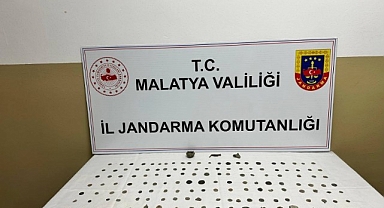 T.C.
MALATYA VALİLİĞİ
İL JANDARMA KOMUTANLIĞI